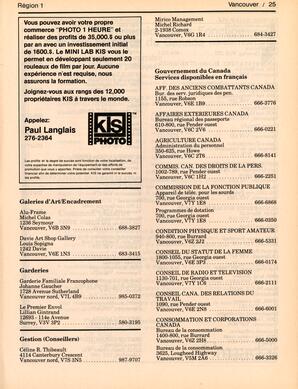 Région 1
Vancouver / 25
Vous pouvez avoir votre propre
commerce "PHOTO 1 HEURE" et
réaliser des profits de 35,000.$ ou plus
par an avec un investissement initial
de 1600.$. Le MINI LAB KIS vous le
permet en développant seulement 20
rouleaux de film par jour. Aucune
expérience n'est requise, nous
assurons la formation.
Joignez-vous aux rangs des 12,000
propriétaires KIS à travers le monde.
Appelez:
Paul Langlais
276-2364
KIS
PHOTO
Galeries d'Art/Encadrement
Alu-Frame
Michel Colas
1236 Seymour
Vancouver, V6B 3N9 688-3827
Davie Art Shop Gallery
Louis Sopigna
1242 Davie
Vancouver, V6E 1N3 683-3415
Garderies
Garderie Familiale Francophone
Johanne Gaucher
1728 Avenue Sutherland
Vancouver nord, V7L 4B9 985-0372
Le Premier Envol
Lillian Gintrand
12693 - 114e Avenue
Surrey, V3V 3P2 580-3195
Gestion (Conseillers)
Céline R. Thibeault
4114 Canterbury Crescent
Vancouver nord, V7S 3N3 987-9707
Mirico Management
Michel Richard
2-1938 Comox
Vancouver, V6G 1R4 684-3427
Gouvernement du Canada
Services disponibles en français
AFF. DES ANCIENS COMBATTANTS CANADA
Bur. des serv. juridiques des pen.
1155, rue Robson
Vancouver, V6E 1B9 666-3776
AFFAIRES EXTERIEURES CANADA
Bureau régional des passeports
610-800, rue Pender ouest
Vancouver, V6C 2V6 666-0221
AGRICULTURE CANADA
Administration du personnel
350-625, rue Howe
Vancouver, V6C 2T6 666-8141
COMMIS. CAN. DES DROITS DE LA PERS.
1002-789, rue Pender ouest
Vancouver, V6C 1H2 666-2251
COMMISSION DE LA FONCTION PUBLIQUE
Appareil de télé. pour les sourds
700, rue Georgia ouest
Vancouver, V7Y 1E8 666-6868
Programmes de dotation
700, rue Georgia ouest
Vancouver, V7Y 1E8 666-0350
CONDITION PHYSIQUE ET SPORT AMATEUR
940-800, rue Burrard
Vancouver, V6Z 2J2 666-5331
CONSEIL DU STATUT DE LA FEMME
1800-1055, rue Georgia ouest
Vancouver, V6E 3P3 666-0174
CONSEIL DE RADIO ET TELEVISION
1130-701, rue Georgia ouest
Vancouver, V7Y 1C6 666-2111
CONSEIL CANA. DES RELATIONS DU
TRAVAIL
1090, rue Pender ouest
Vancouver, V6E 2N8 666-6001
CONSOMMATION ET CORPORATIONS
CANADA
Bureau de la consommation
1400-800, rue Burrard
Vancouver, V6Z 2H8 666-5000
Bureau de la consommation
3625, Lougheed Highway
Vancouver, V5M 2A6 666-3326